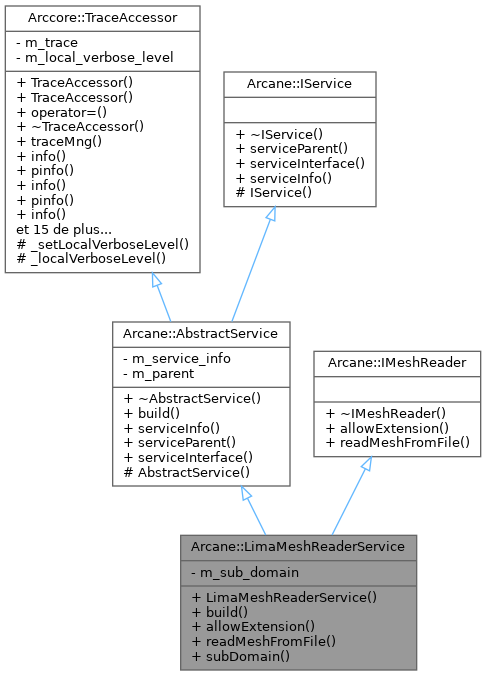 Arccore::TraceAccessor
- m_trace
- m_local_verbose_level
+ TraceAccessor()
+ TraceAccessor()
+ operator=()
+ ~TraceAccessor()
+ traceMng()
+ info()
+ pinfo()
+ info()
+ pinfo()
+ info()
et 15 de plus...
# _setLocalVerboseLevel()
# _localVerboseLevel()
Arcane::IService
+ ~IService()
+ serviceParent()
+ serviceInterface()
+ serviceInfo()
# IService()
Arcane::AbstractService
- m_service_info
- m_parent
+ ~AbstractService()
+ build()
+ serviceInfo()
+ serviceParent()
+ serviceInterface()
# AbstractService()
Arcane::IMeshReader
+ ~IMeshReader()
+ allowExtension()
+ readMeshFromFile()
Arcane::LimaMeshReaderService
- m_sub_domain
+ LimaMeshReaderService()
+ build()
+ allowExtension()
+ readMeshFromFile()
+ subDomain()